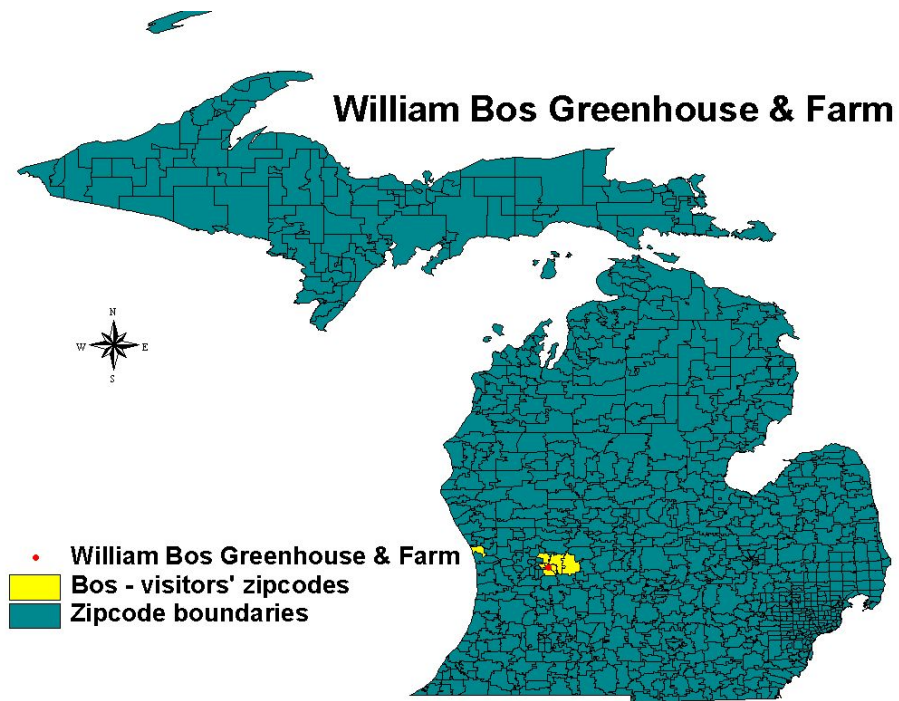 William Bos Greenhouse & Farm
N
W E
S
William Bos Greenhouse & Farm
Bos - visitors' zipcodes
Zipcode boundaries